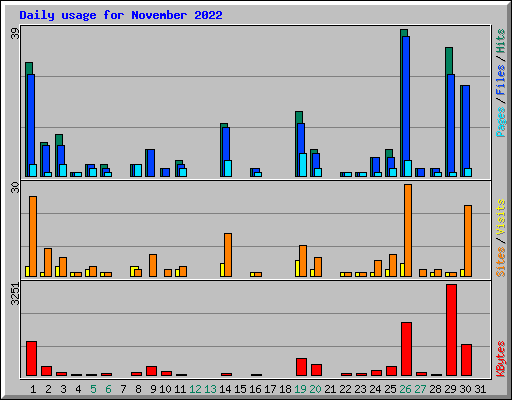 Daily usage for November 2022
39
Pages / Files / Hits
30
Sites / Visits
3251
KBytes
1 2 3 4 5 6 7 8 9 10 11 12 13 14 15 16 17 18 19 20 21 22 23 24 25 26 27 28 29 30 31